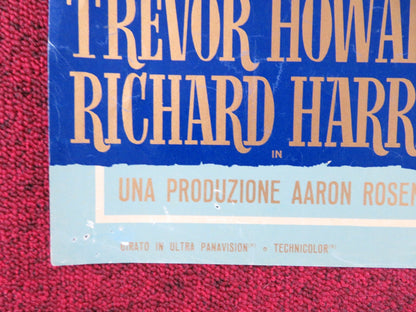 TREVOR HOWA
RICHARD HARR
IN
UNA PRODUZIONE AARON ROSEN
GIRATO IN ULTRA PANAVISION • TECHNICOLOR